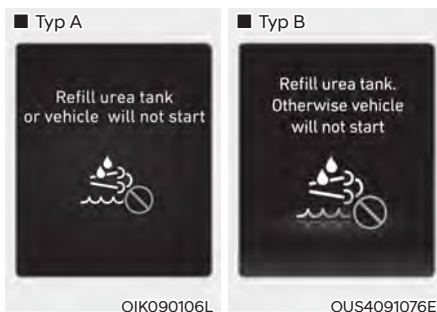 ■ Typ A
Refill urea tank
or vehicle will not start
OIK090106L
■ Typ B
Refill urea tank.
Otherwise vehicle
will not start
OUS4091076E